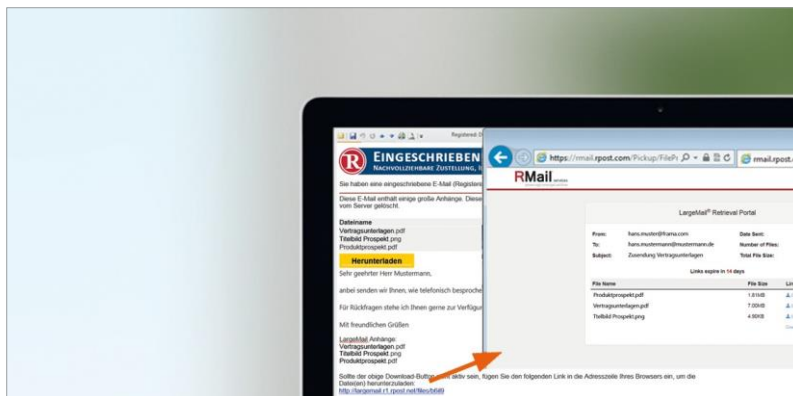 Registered: D
R
EINGESCHRIEBEN
NACHVOLLZIEHBARE ZUSTELLUNG,
Sie haben eine eingeschriebene E-Mail (Registere
Diese E-Mail enthält einige große Anhänge. Diese
vom Server gelöscht.
Dateiname
Vertragsunterlagen.pdf
Titelbild Prospekt.png
Produktprospekt.pdf
Herunterladen
Sehr geehrter Herr Mustermann,
anbei senden wir Ihnen, wie telefonisch besproche
Für Rückfragen stehe ich Ihnen gerne zur Verfügu
Mit freundlichen Grüßen
LargeMail Anhänge:
Vertragsunterlagen.pdf
Titelbild Prospekt.png
Produktprospekt.pdf
Sollte der obige Download-Button nicht aktiv sein, fügen Sie den folgenden Link in die Adresszeile Ihres Browsers ein, um die
Datei(en) herunterzuladen:
https://rmail.rpost.com/Pickup/FilePi
rmail.rpost.
RMail
LargeMail® Retrieval Portal
From: hans.muster@frama.com Date Sent:
To: hans.mustermann@mustermann.de Number of Files:
Subject: Zusendung Vertragsunterlagen Total File Size:
Links expire in 14 days
File Name File Size Lin
Produktprospekt.pdf 1.61MB
Vertragsunterlagen.pdf 7.00MB
Titelbild Prospekt.png